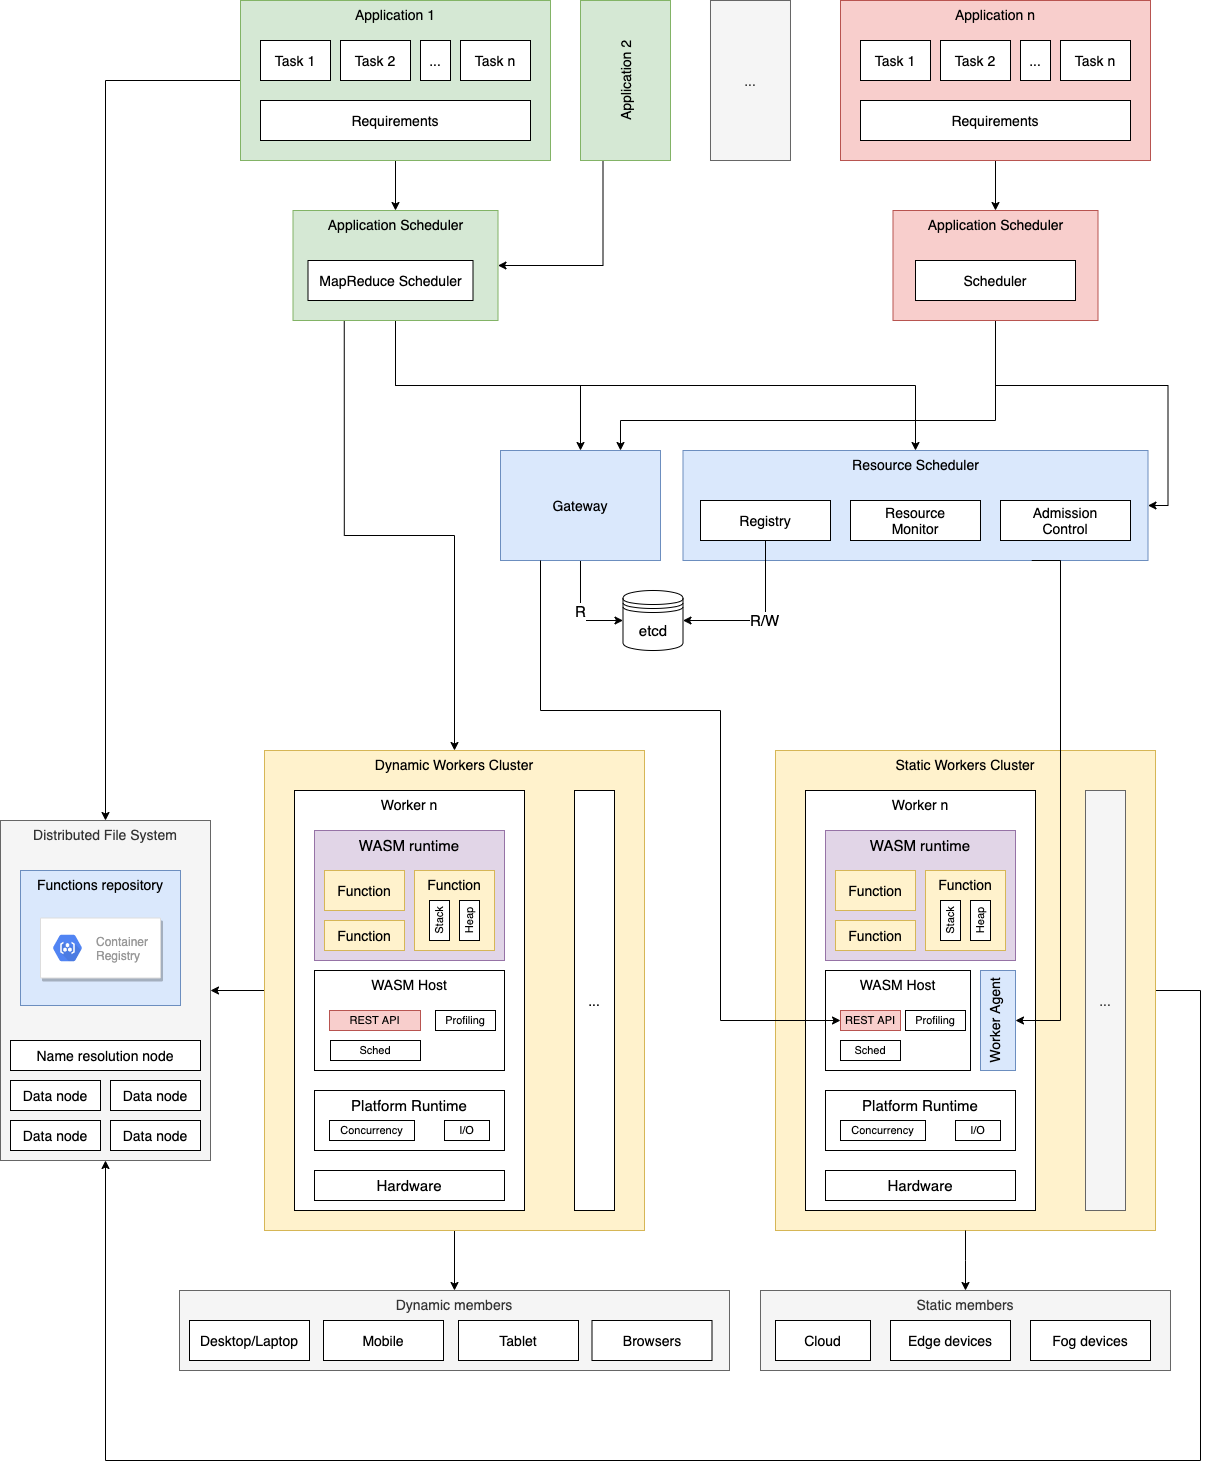 Application 1
Task 1
Task 2
...
Task n
Requirements
Application 2
...
Application n
Task 1
Task 2
...
Task n
Requirements
Application Scheduler
MapReduce Scheduler
Application Scheduler
Scheduler
Gateway
Resource Scheduler
Registry
Resource
Monitor
Admission
Control
R
etcd
R/W
Dynamic Workers Cluster
Worker n
WASM runtime
Function
Function
Function
Stack
Heap
WASM Host
REST API
Profiling
Sched
Platform Runtime
Concurrency
I/O
Hardware
...
Static Workers Cluster
Worker n
WASM runtime
Function
Function
Function
Stack
Heap
WASM Host
REST API
Profiling
Sched
Worker Agent
Platform Runtime
Concurrency
I/O
Hardware
...
Distributed File System
Functions repository
Container
Registry
Name resolution node
Data node
Data node
Data node
Data node
Dynamic members
Desktop/Laptop
Mobile
Tablet
Browsers
Static members
Cloud
Edge devices
Fog devices